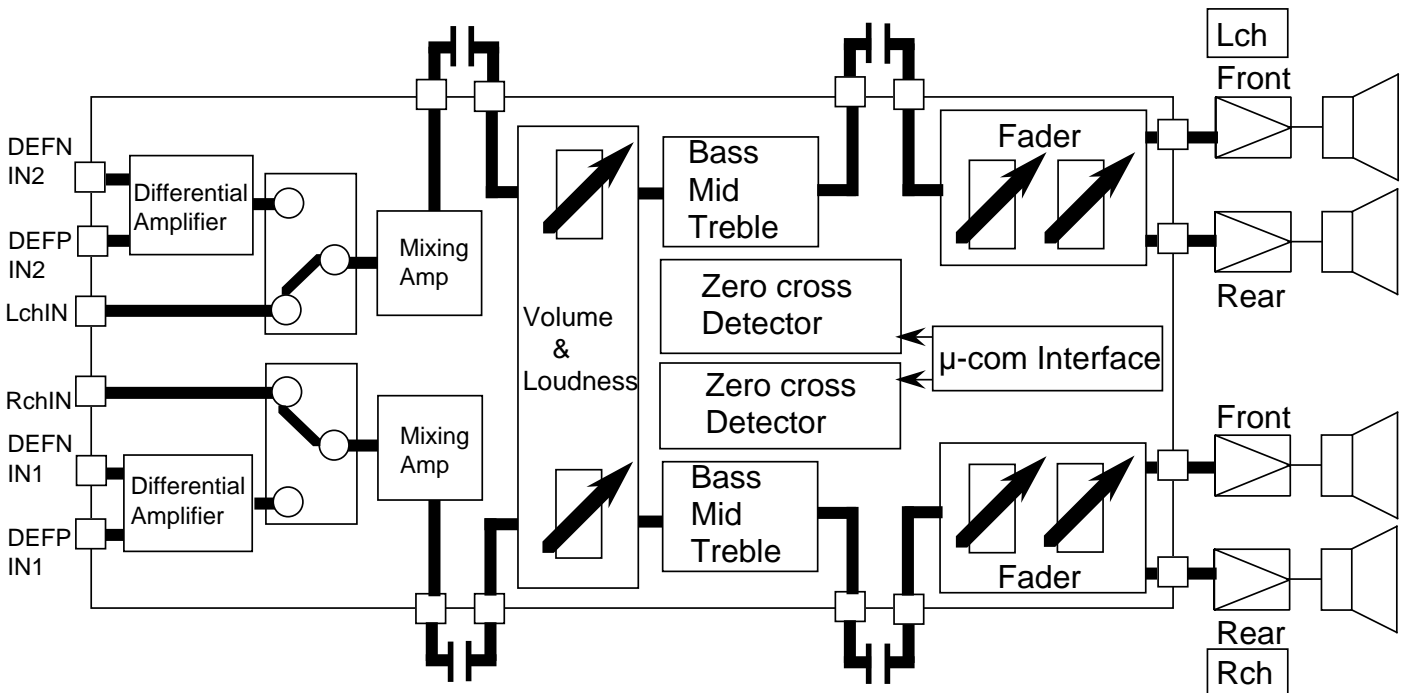 Lch
Front
DEFN
IN2
Differential
Amplifier
DEFP
IN2
LchIN
Mixing
Amp
Volume
&
Loudness
Bass
Mid
Treble
Fader
Rear
Zero cross
Detector
µ-com Interface
Zero cross
Detector
RchIN
DEFN
IN1
Differential
Amplifier
DEFP
IN1
Mixing
Amp
Bass
Mid
Treble
Fader
Front
Rear
Rch